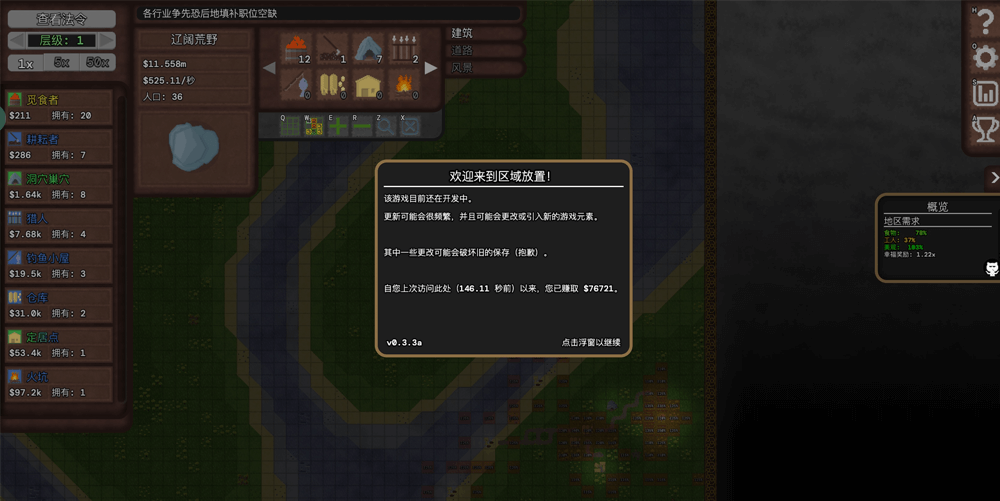 查看法令
层级: 1
1x 5x 50x
觅食者
$211 拥有: 20
耕耘者
$286 拥有: 7
洞穴巢穴
$1.64k 拥有: 8
猎人
$7.68k 拥有: 4
钓鱼小屋
$19.5k 拥有: 3
仓库
$31.0k 拥有: 2
定居点
$53.4k 拥有: 1
火坑
$97.2k 拥有: 1
各行业争先恐后地填补职位空缺
辽阔荒野
$11.558m
$525.11/秒
人口: 36
12 1 7 2
0 0 0 0
建筑
道路
风景
Q W E R Z X
欢迎来到区域放置!
该游戏目前还在开发中。
更新可能会很频繁, 并且可能会更改或引入新的游戏元素。
其中一些更改可能会破坏旧的保存 (抱歉) 。
自您上次访问此处 (146.11 秒前) 以来, 您已赚取 $76721。
v0.3.3a 点击浮窗以继续
H
O
S
A
概览
地区需求
食物: 78%
工人: 37%
美观: 183%
幸福奖励: 1.22x